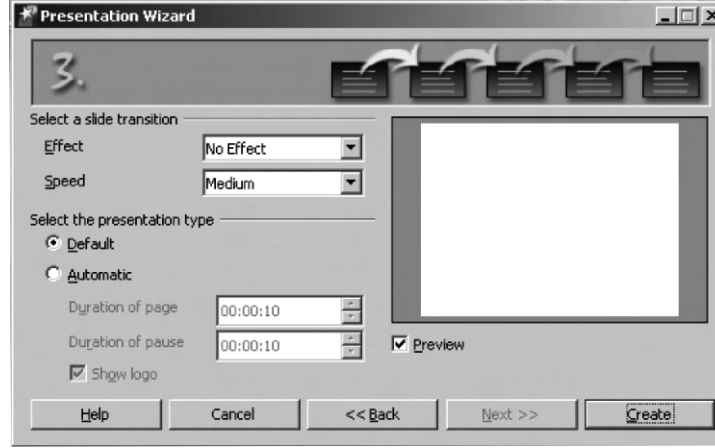 Presentation Wizard
3.
Select a slide transition
Effect
No Effect
Speed
Medium
Select the presentation type
Default
Automatic
Duration of page
00:00:10
Duration of pause
00:00:10
Show logo
Preview
Help
Cancel
<< Back
Next >>
Create